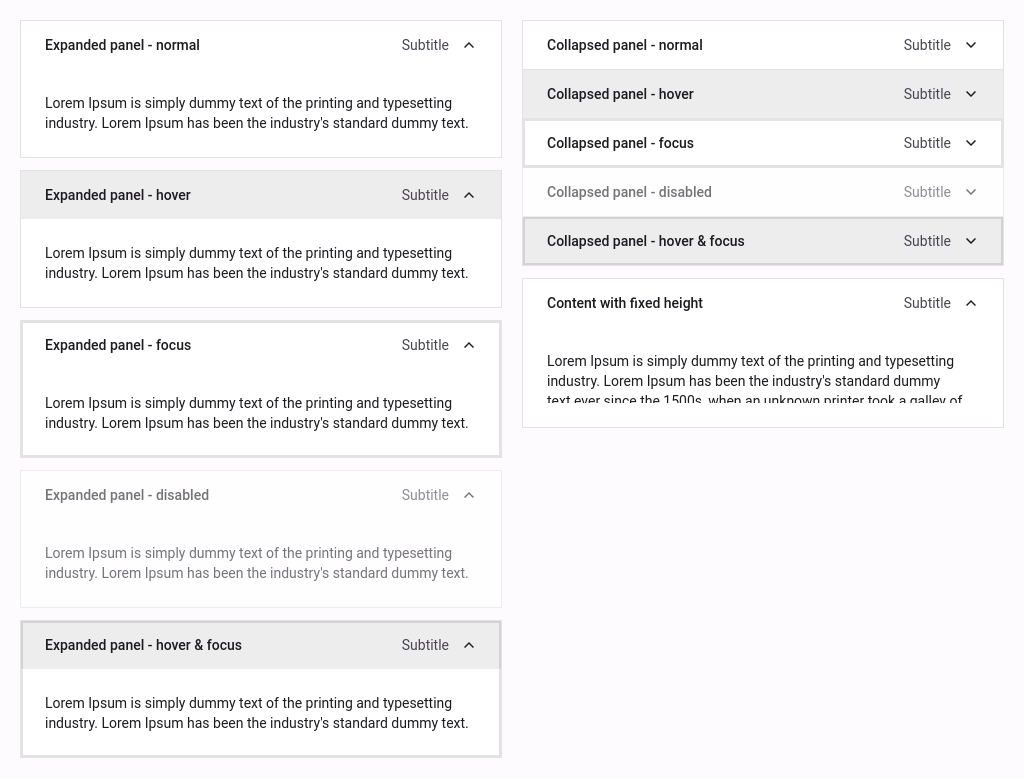 Expanded panel - normal Subtitle
Lorem Ipsum is simply dummy text of the printing and typesetting
industry. Lorem Ipsum has been the industry's standard dummy text.
Expanded panel - hover Subtitle
Lorem Ipsum is simply dummy text of the printing and typesetting
industry. Lorem Ipsum has been the industry's standard dummy text.
Expanded panel - focus Subtitle
Lorem Ipsum is simply dummy text of the printing and typesetting
industry. Lorem Ipsum has been the industry's standard dummy text.
Expanded panel - disabled Subtitle
Lorem Ipsum is simply dummy text of the printing and typesetting
industry. Lorem Ipsum has been the industry's standard dummy text.
Expanded panel - hover & focus Subtitle
Lorem Ipsum is simply dummy text of the printing and typesetting
industry. Lorem Ipsum has been the industry's standard dummy text.
Collapsed panel - normal Subtitle
Collapsed panel - hover Subtitle
Collapsed panel - focus Subtitle
Collapsed panel - disabled Subtitle
Collapsed panel - hover & focus Subtitle
Content with fixed height Subtitle
Lorem Ipsum is simply dummy text of the printing and typesetting
industry. Lorem Ipsum has been the industry's standard dummy
text ever since the 1500s, when an unknown printer took a galley of